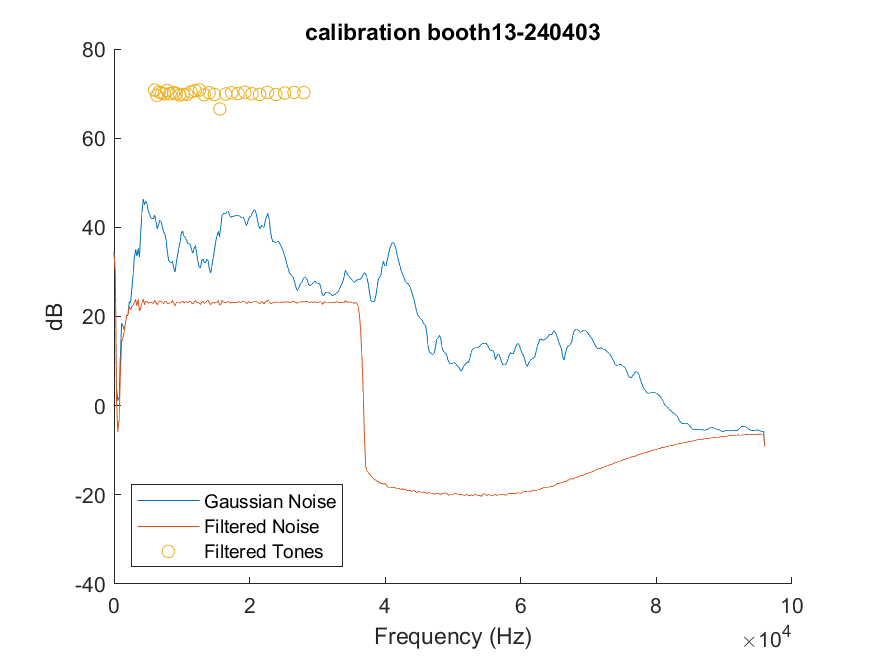 calibration booth13-240403
80
60
40
20
0
-20
-40
dB
Gaussian Noise
Filtered Noise
Filtered Tones
0 2 4 6 8 10
Frequency (Hz)
×10⁴